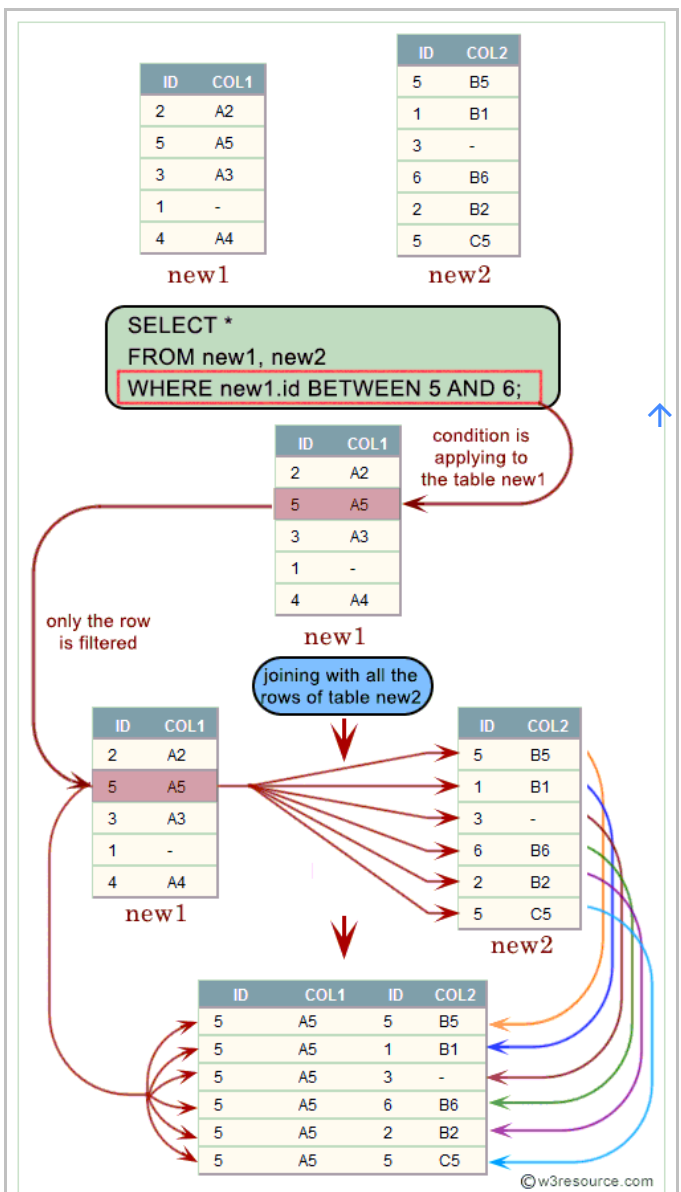 ID COL1
2 A2
5 A5
3 A3
1 -
4 A4
new1
ID COL2
5 B5
1 B1
3 -
6 B6
2 B2
5 C5
new2
SELECT *
FROM new1, new2
WHERE new1.id BETWEEN 5 AND 6;
condition is
applying to
the table new1
ID COL1
2 A2
5 A5
3 A3
1 -
4 A4
new1
only the row
is filtered
joining with all the
rows of table new2
ID COL1
2 A2
5 A5
3 A3
1 -
4 A4
new1
ID COL2
5 B5
1 B1
3 -
6 B6
2 B2
5 C5
new2
ID COL1 ID COL2
5 A5 5 B5
5 A5 1 B1
5 A5 3 -
5 A5 6 B6
5 A5 2 B2
5 A5 5 C5
©w3resource.com